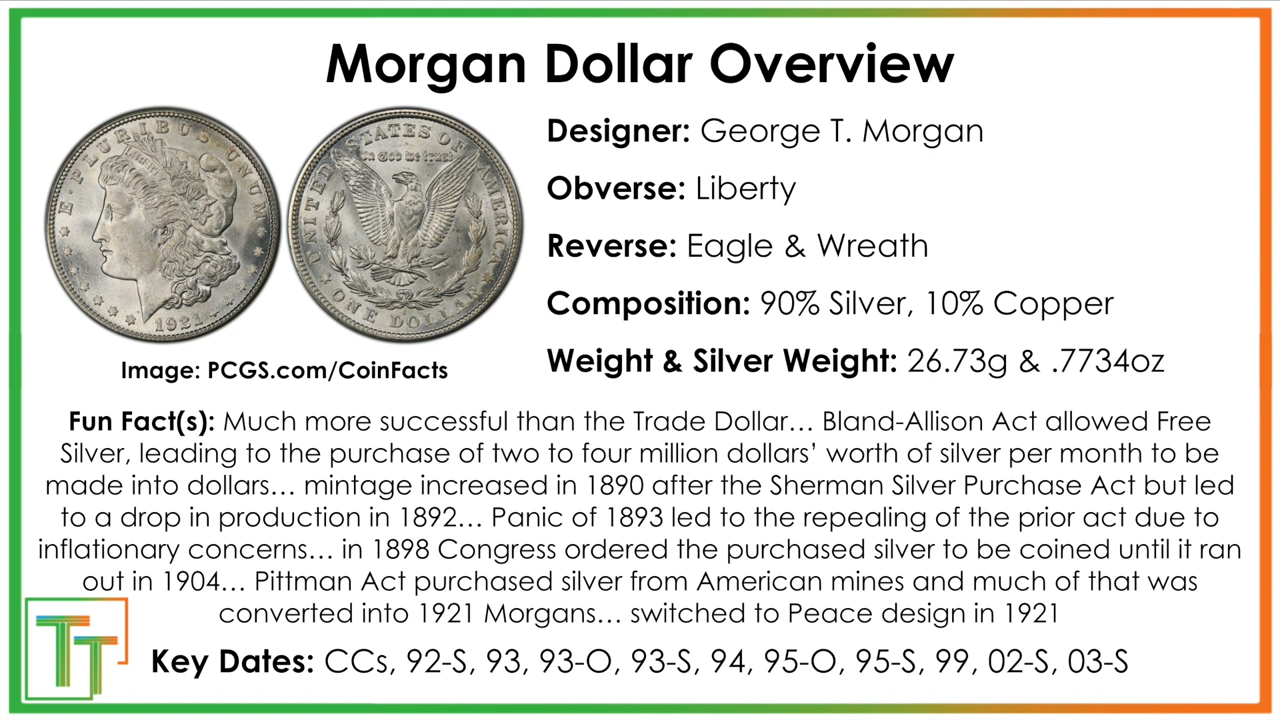 Morgan Dollar Overview
E PLURIBUS UNUM
1921
UNITED STATES OF AMERICA
In God we trust
ONE DOLLAR
Image: PCGS.com/CoinFacts
Designer: George T. Morgan
Obverse: Liberty
Reverse: Eagle & Wreath
Composition: 90% Silver, 10% Copper
Weight & Silver Weight: 26.73g & .7734oz
Fun Fact(s): Much more successful than the Trade Dollar… Bland-Allison Act allowed Free
Silver, leading to the purchase of two to four million dollars’ worth of silver per month to be
made into dollars… mintage increased in 1890 after the Sherman Silver Purchase Act but led
to a drop in production in 1892… Panic of 1893 led to the repealing of the prior act due to
inflationary concerns… in 1898 Congress ordered the purchased silver to be coined until it ran
out in 1904… Pittman Act purchased silver from American mines and much of that was
converted into 1921 Morgans… switched to Peace design in 1921
TT
Key Dates: CCs, 92-S, 93, 93-O, 93-S, 94, 95-O, 95-S, 99, 02-S, 03-S